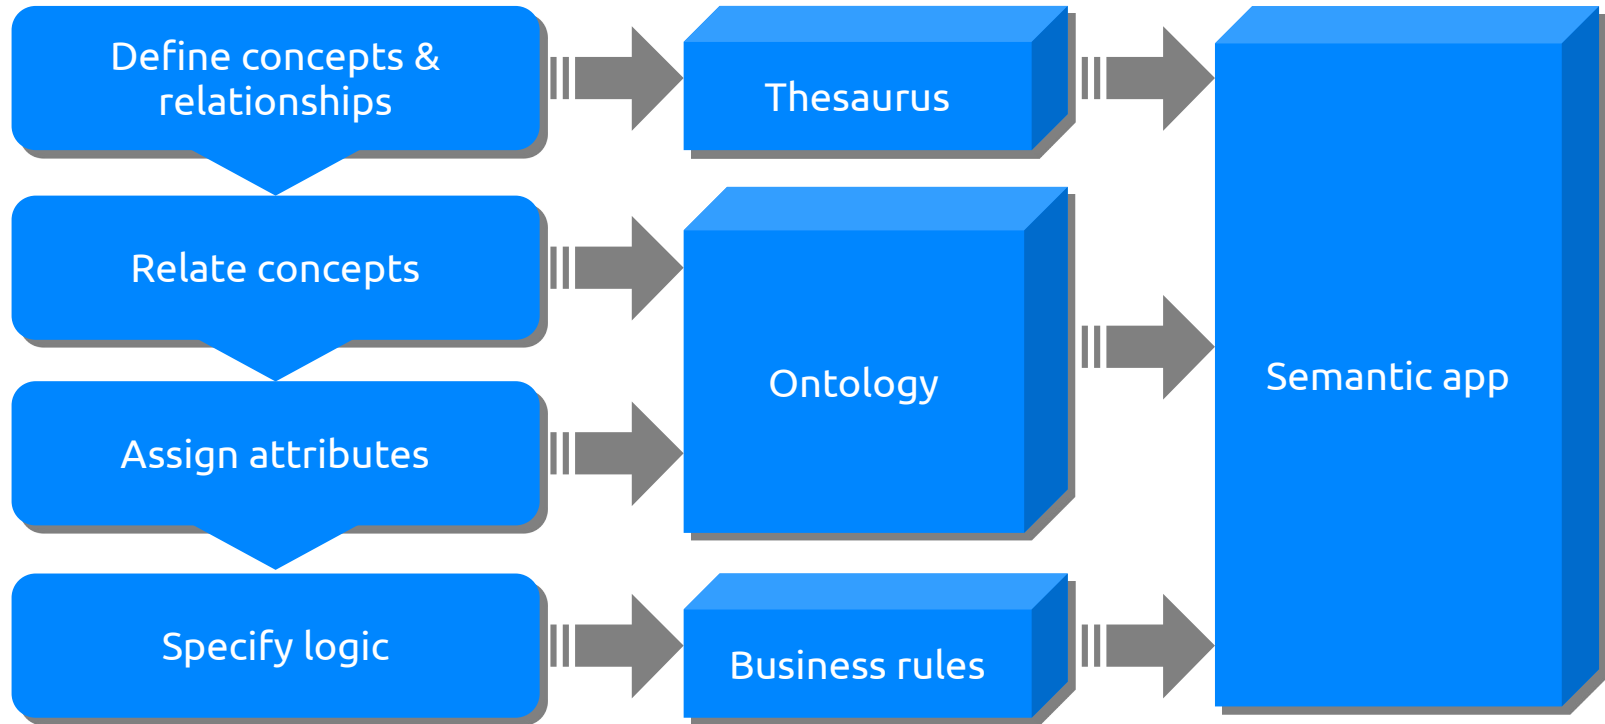 Define concepts &
relationships
Thesaurus
Relate concepts
Ontology
Semantic app
Assign attributes
Specify logic
Business rules